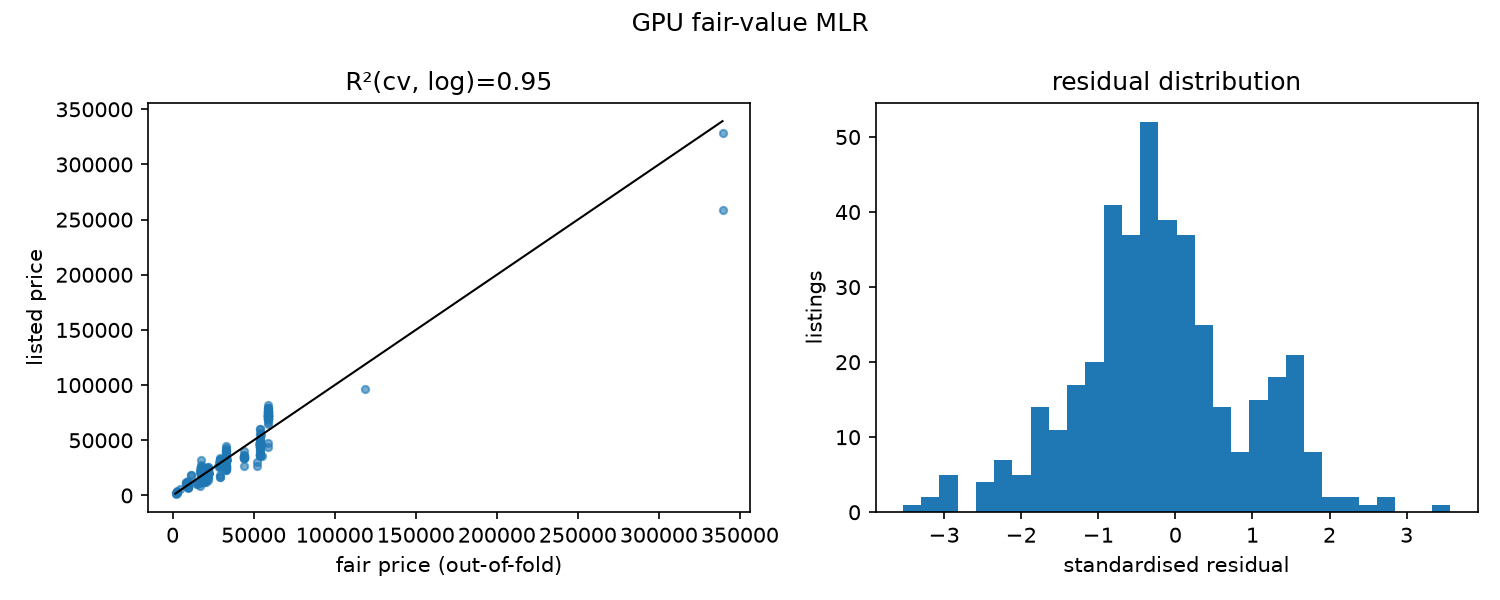 GPU fair-value MLR
R²(cv, log)=0.95
350000
300000
250000
200000
150000
100000
50000
0
listed price
0 50000 100000 150000 200000 250000 300000 350000
fair price (out-of-fold)
residual distribution
50
40
30
20
10
0
listings
−3 −2 −1 0 1 2 3
standardised residual